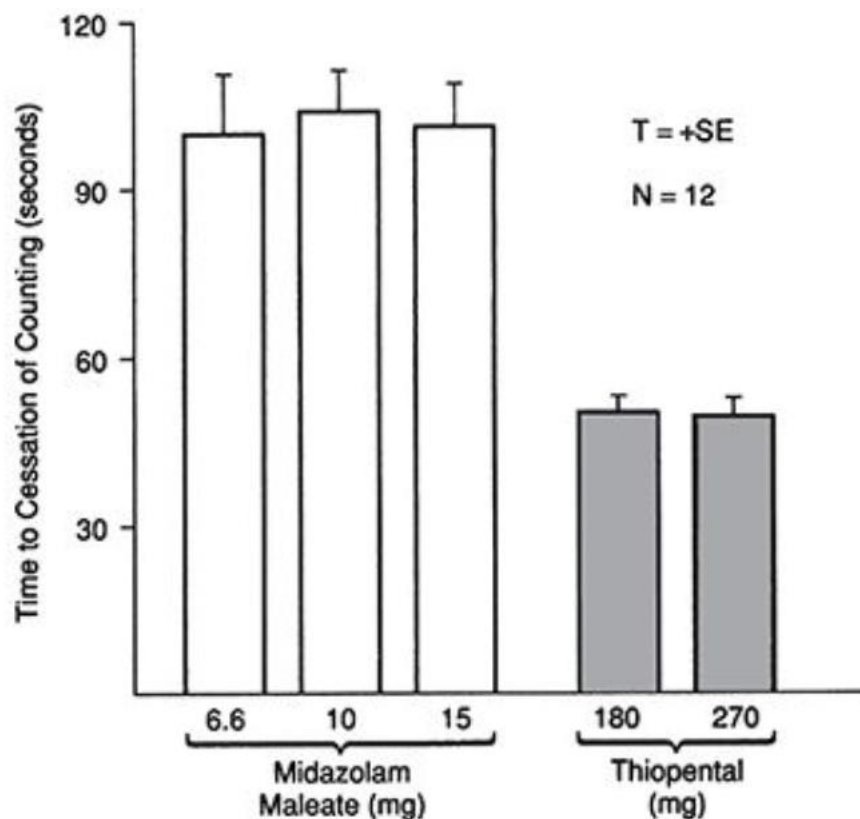 Time to Cessation of Counting (seconds)
120
90
60
30
T = +SE
N = 12
6.6 10 15 180 270
Midazolam
Maleate (mg)
Thiopental
(mg)